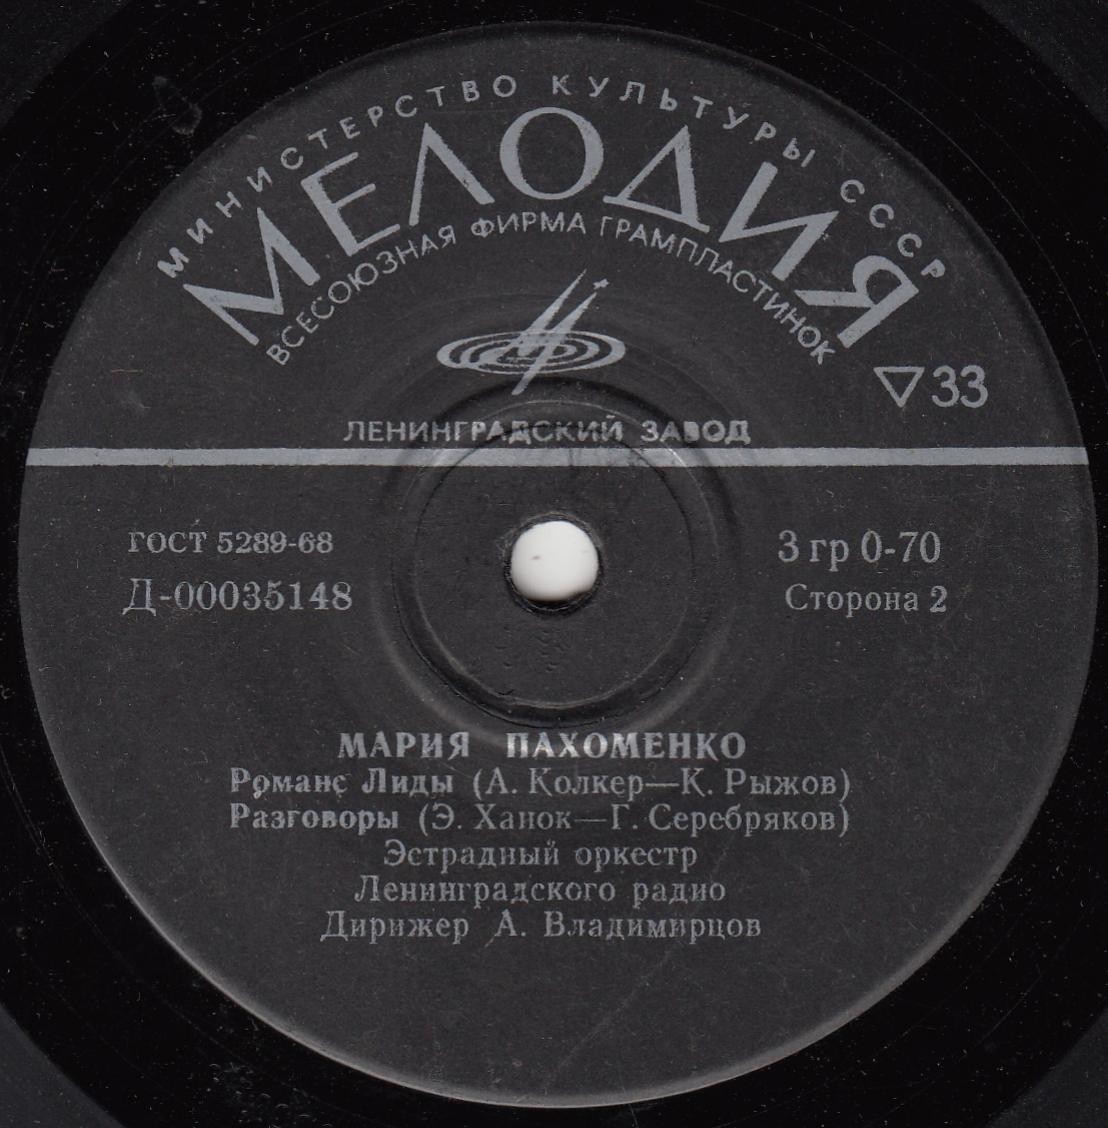 МИНИСТЕРСТВО КУЛЬТУРЫ СССР
МЕЛОДИЯ
ВСЕСОЮЗНАЯ ФИРМА ГРАМПЛАСТИНОК
33
ЛЕНИНГРАДСКИЙ ЗАВОД
ГОСТ 5289-68
3 гр 0-70
Д-00035148
Сторона 2
МАРИЯ ПАХОМЕНКО
Романс Лиды (А. Колкер—К. Рыжов)
Разговоры (Э. Ханок—Г. Серебряков)
Эстрадный оркестр
Ленинградского радио
Дирижер А. Владимирцов